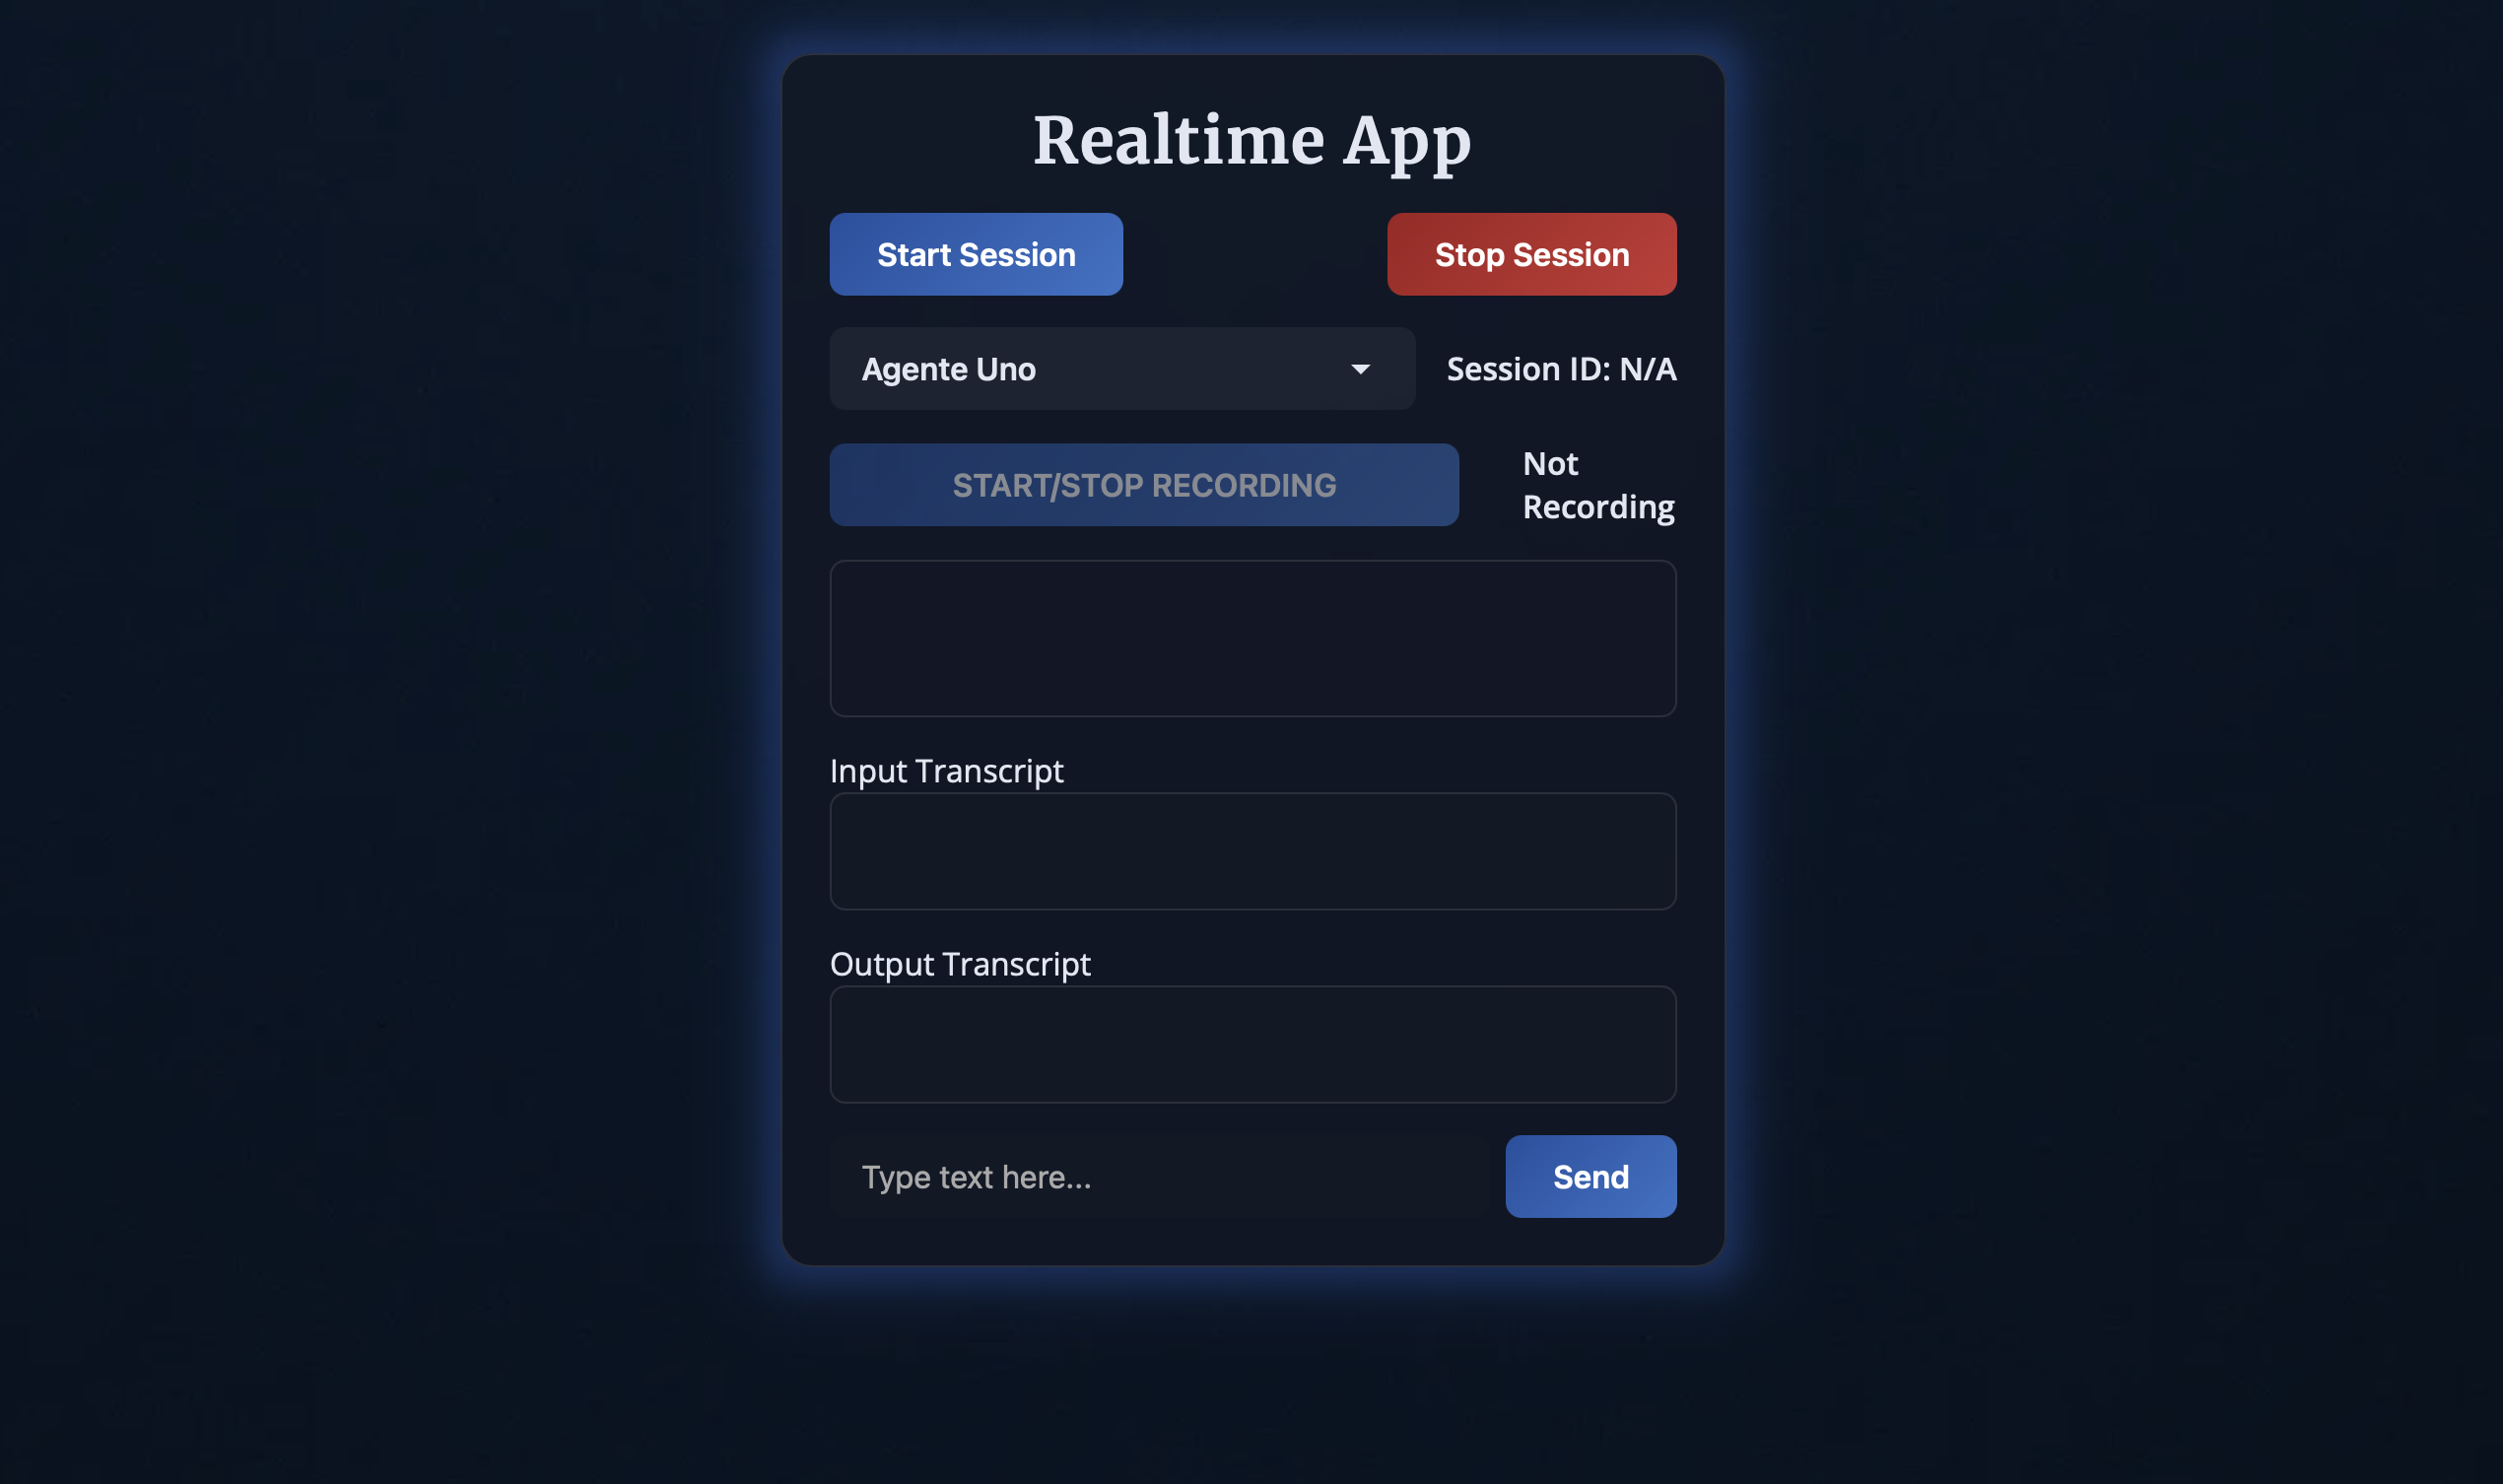 Realtime App
Start Session
Stop Session
Agente Uno
Session ID: N/A
START/STOP RECORDING
Not
Recording
Input Transcript
Output Transcript
Type text here...
Send